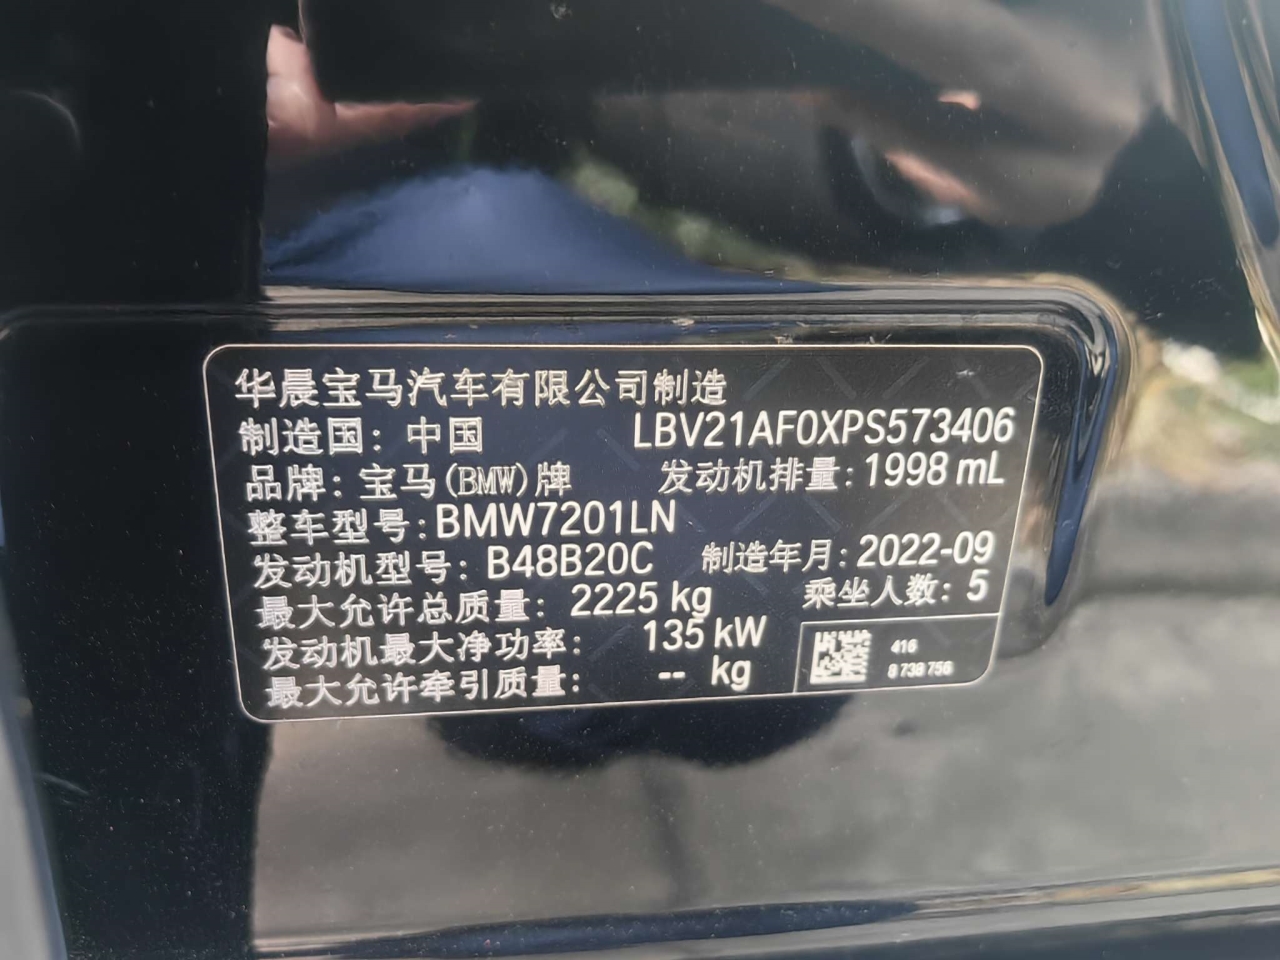 华晨宝马汽车有限公司制造
制造国：中国 LBV21AF0XPS573406
品牌：宝马(BMW)牌 发动机排量：1998 mL
整车型号：BMW7201LN
发动机型号：B48B20C 制造年月：2022-09
最大允许总质量：2225 kg 乘坐人数：5
发动机最大净功率：135 kW
最大允许牵引质量：-- kg
416
8 738 756